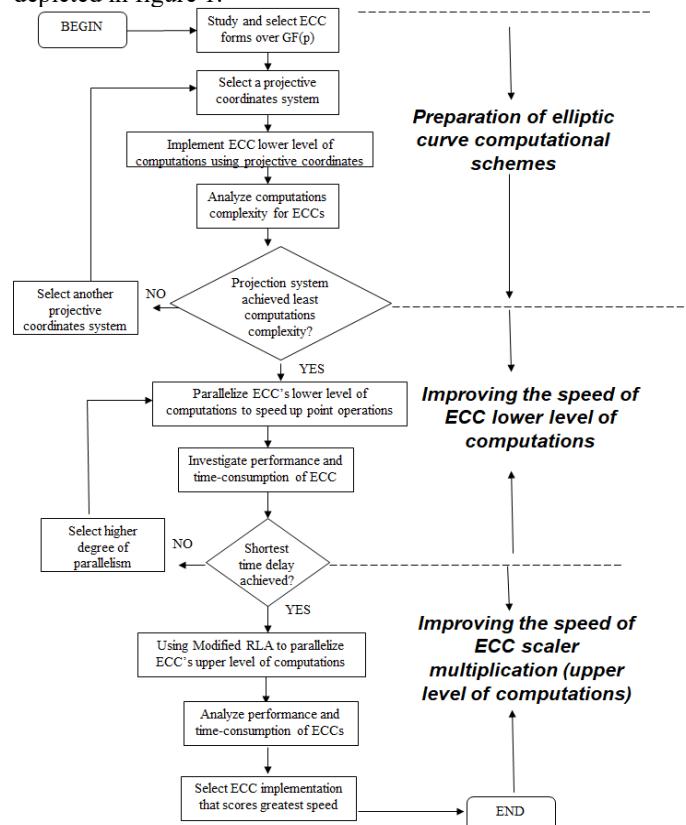 depicted in figure 1.
BEGIN
Study and select ECC
forms over GF(p)
Select a projective
coordinates system
Implement ECC lower level of
computations using projective coordinates
Analyze computations
complexity for ECCs
Preparation of elliptic
curve computational
schemes
Projection system
achieved least
computations
complexity?
NO
Select another
projective
coordinates system
YES
Parallelize ECC's lower level of
computations to speed up point operations
Investigate performance and
time-consumption of ECC
Improving the speed of
ECC lower level of
computations
Shortest
time delay
achieved?
NO
Select higher
degree of
parallelism
YES
Using Modified RLA to parallelize
ECC's upper level of computations
Analyze performance and
time-consumption of ECCs
Select ECC implementation
that scores greatest speed
Improving the speed of
ECC scaler
multiplication (upper
level of computations)
END